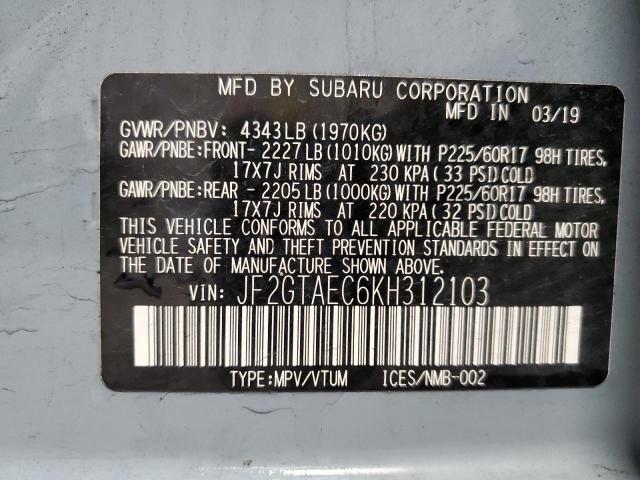 MFD BY SUBARU CORPORATION
MFD IN 03/19
GVWR/PNBV: 4343LB (1970KG)
GAWR/PNBE:FRONT- 2227LB (1010KG) WITH P225/60R17 98H TIRES,
17X7J RIMS AT 230 KPA (33 PSI) COLD
GAWR/PNBE:REAR - 2205LB (1000KG) WITH P225/60R17 98H TIRES,
17X7J RIMS AT 220 KPA (32 PSI) COLD
THIS VEHICLE CONFORMS TO ALL APPLICABLE FEDERAL MOTOR
VEHICLE SAFETY AND THEFT PREVENTION STANDARDS IN EFFECT ON
THE DATE OF MANUFACTURE SHOWN ABOVE.
VIN: JF2GTAEC6KH312103
TYPE:MPV/VTUM ICES/NMB-002